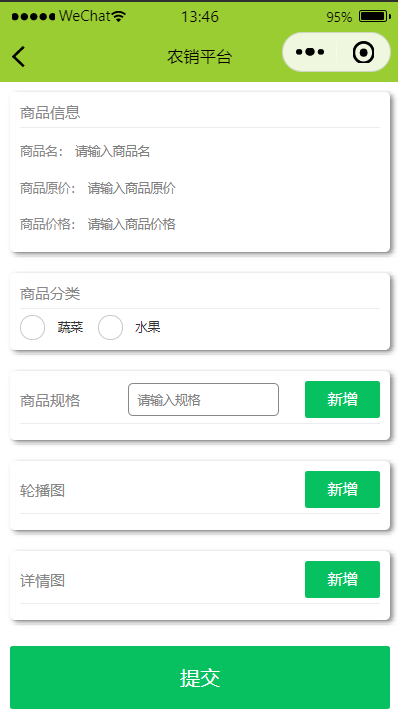 WeChat 13:46 95%
农销平台
商品信息
商品名： 请输入商品名
商品原价： 请输入商品原价
商品价格： 请输入商品价格
商品分类
蔬菜 水果
商品规格 请输入规格 新增
轮播图 新增
详情图 新增
提交